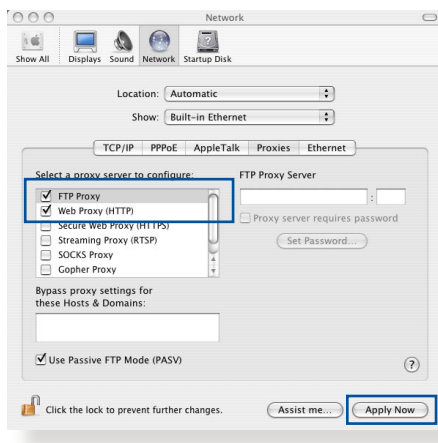 Network
Show All Displays Sound Network Startup Disk
Location: Automatic
Show: Built-in Ethernet
TCP/IP PPPoE AppleTalk Proxies Ethernet
Select a proxy server to configure: FTP Proxy Server
FTP Proxy
Web Proxy (HTTP) :
Secure Web Proxy (HTTPS) Proxy server requires password
Streaming Proxy (RTSP) Set Password...
SOCKS Proxy
Gopher Proxy
Bypass proxy settings for
these Hosts & Domains:
Use Passive FTP Mode (PASV) ?
Click the lock to prevent further changes. Assist me... Apply Now